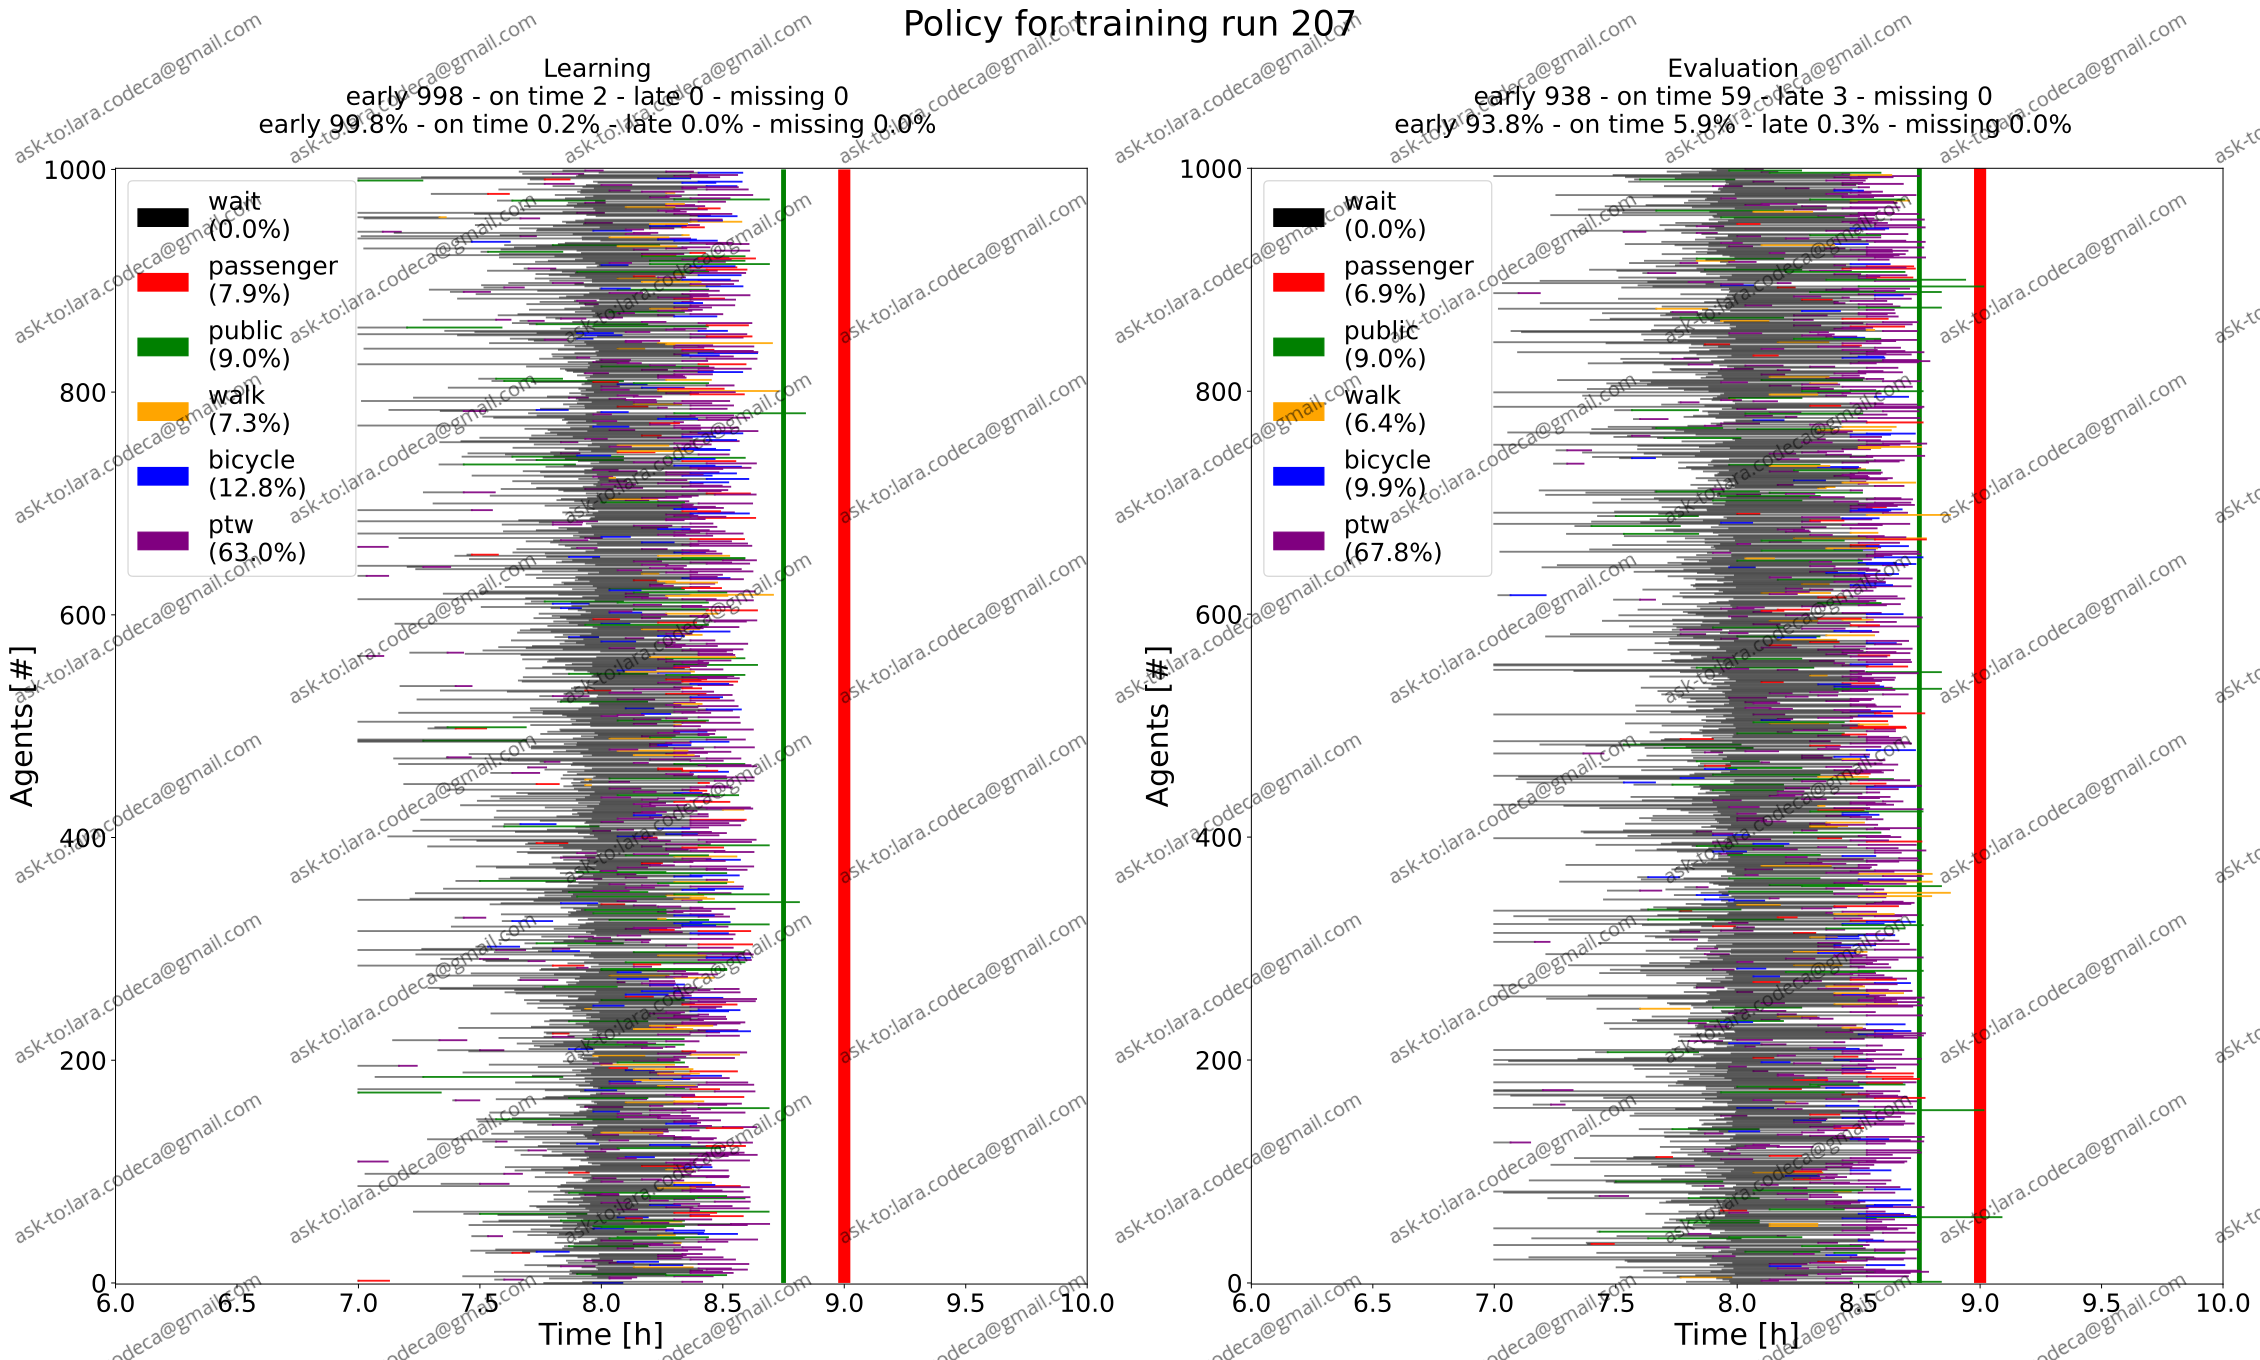 Policy for training run 207
Learning
early 998 - on time 2 - late 0 - missing 0
early 99.8% - on time 0.2% - late 0.0% - missing 0.0%
Evaluation
early 938 - on time 59 - late 3 - missing 0
early 93.8% - on time 5.9% - late 0.3% - missing 0.0%
Agents [#]
1000
800
600
400
200
0
wait
(0.0%)
passenger
(7.9%)
public
(9.0%)
walk
(7.3%)
bicycle
(12.8%)
ptw
(63.0%)
6.0 6.5 7.0 7.5 8.0 8.5 9.0 9.5 10.0
Time [h]
Agents [#]
1000
800
600
400
200
0
wait
(0.0%)
passenger
(6.9%)
public
(9.0%)
walk
(6.4%)
bicycle
(9.9%)
ptw
(67.8%)
6.0 6.5 7.0 7.5 8.0 8.5 9.0 9.5 10.0
Time [h]
ask-to:lara.codeca@gmail.com